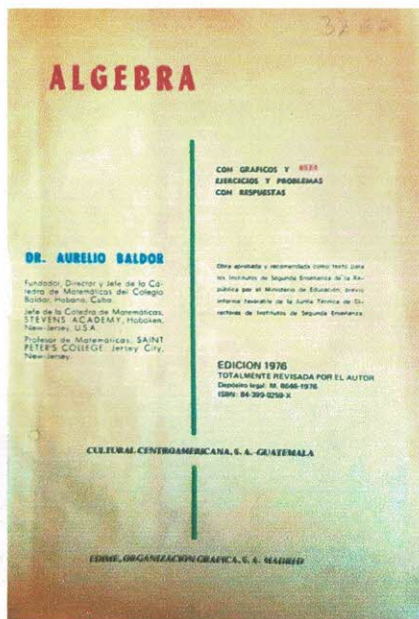 ALGEBRA
CON GRAFICOS Y 6523
EJERCICIOS Y PROBLEMAS
CON RESPUESTAS
DR. AURELIO BALDOR
Fundador, Director y Jefe de la Cá-
tedra de Matemáticas del Colegio
Baldor, Habana, Cuba.
Jefe de la Cátedra de Matemáticas,
STEVENS ACADEMY, Hoboken,
New-Jersey, U.S.A.
Profesor de Matemáticas, SAINT
PETER'S COLLEGE, Jersey City,
New-Jersey.
Obra aprobada y recomendada como texto para
los Institutos de Segunda Enseñanza de la Re-
pública por el Ministerio de Educación, previo
informe favorable de la Junta Técnica de Di-
rectores de Institutos de Segunda Enseñanza
EDICION 1976
TOTALMENTE REVISADA POR EL AUTOR
Depósito legal: M. 8646-1976
ISBN: 84-399-0259-X
CULTURAL CENTROAMERICANA, S. A. GUATEMALA
EDIME, ORGANIZACIÓN GRAFICA, S. A. MADRID